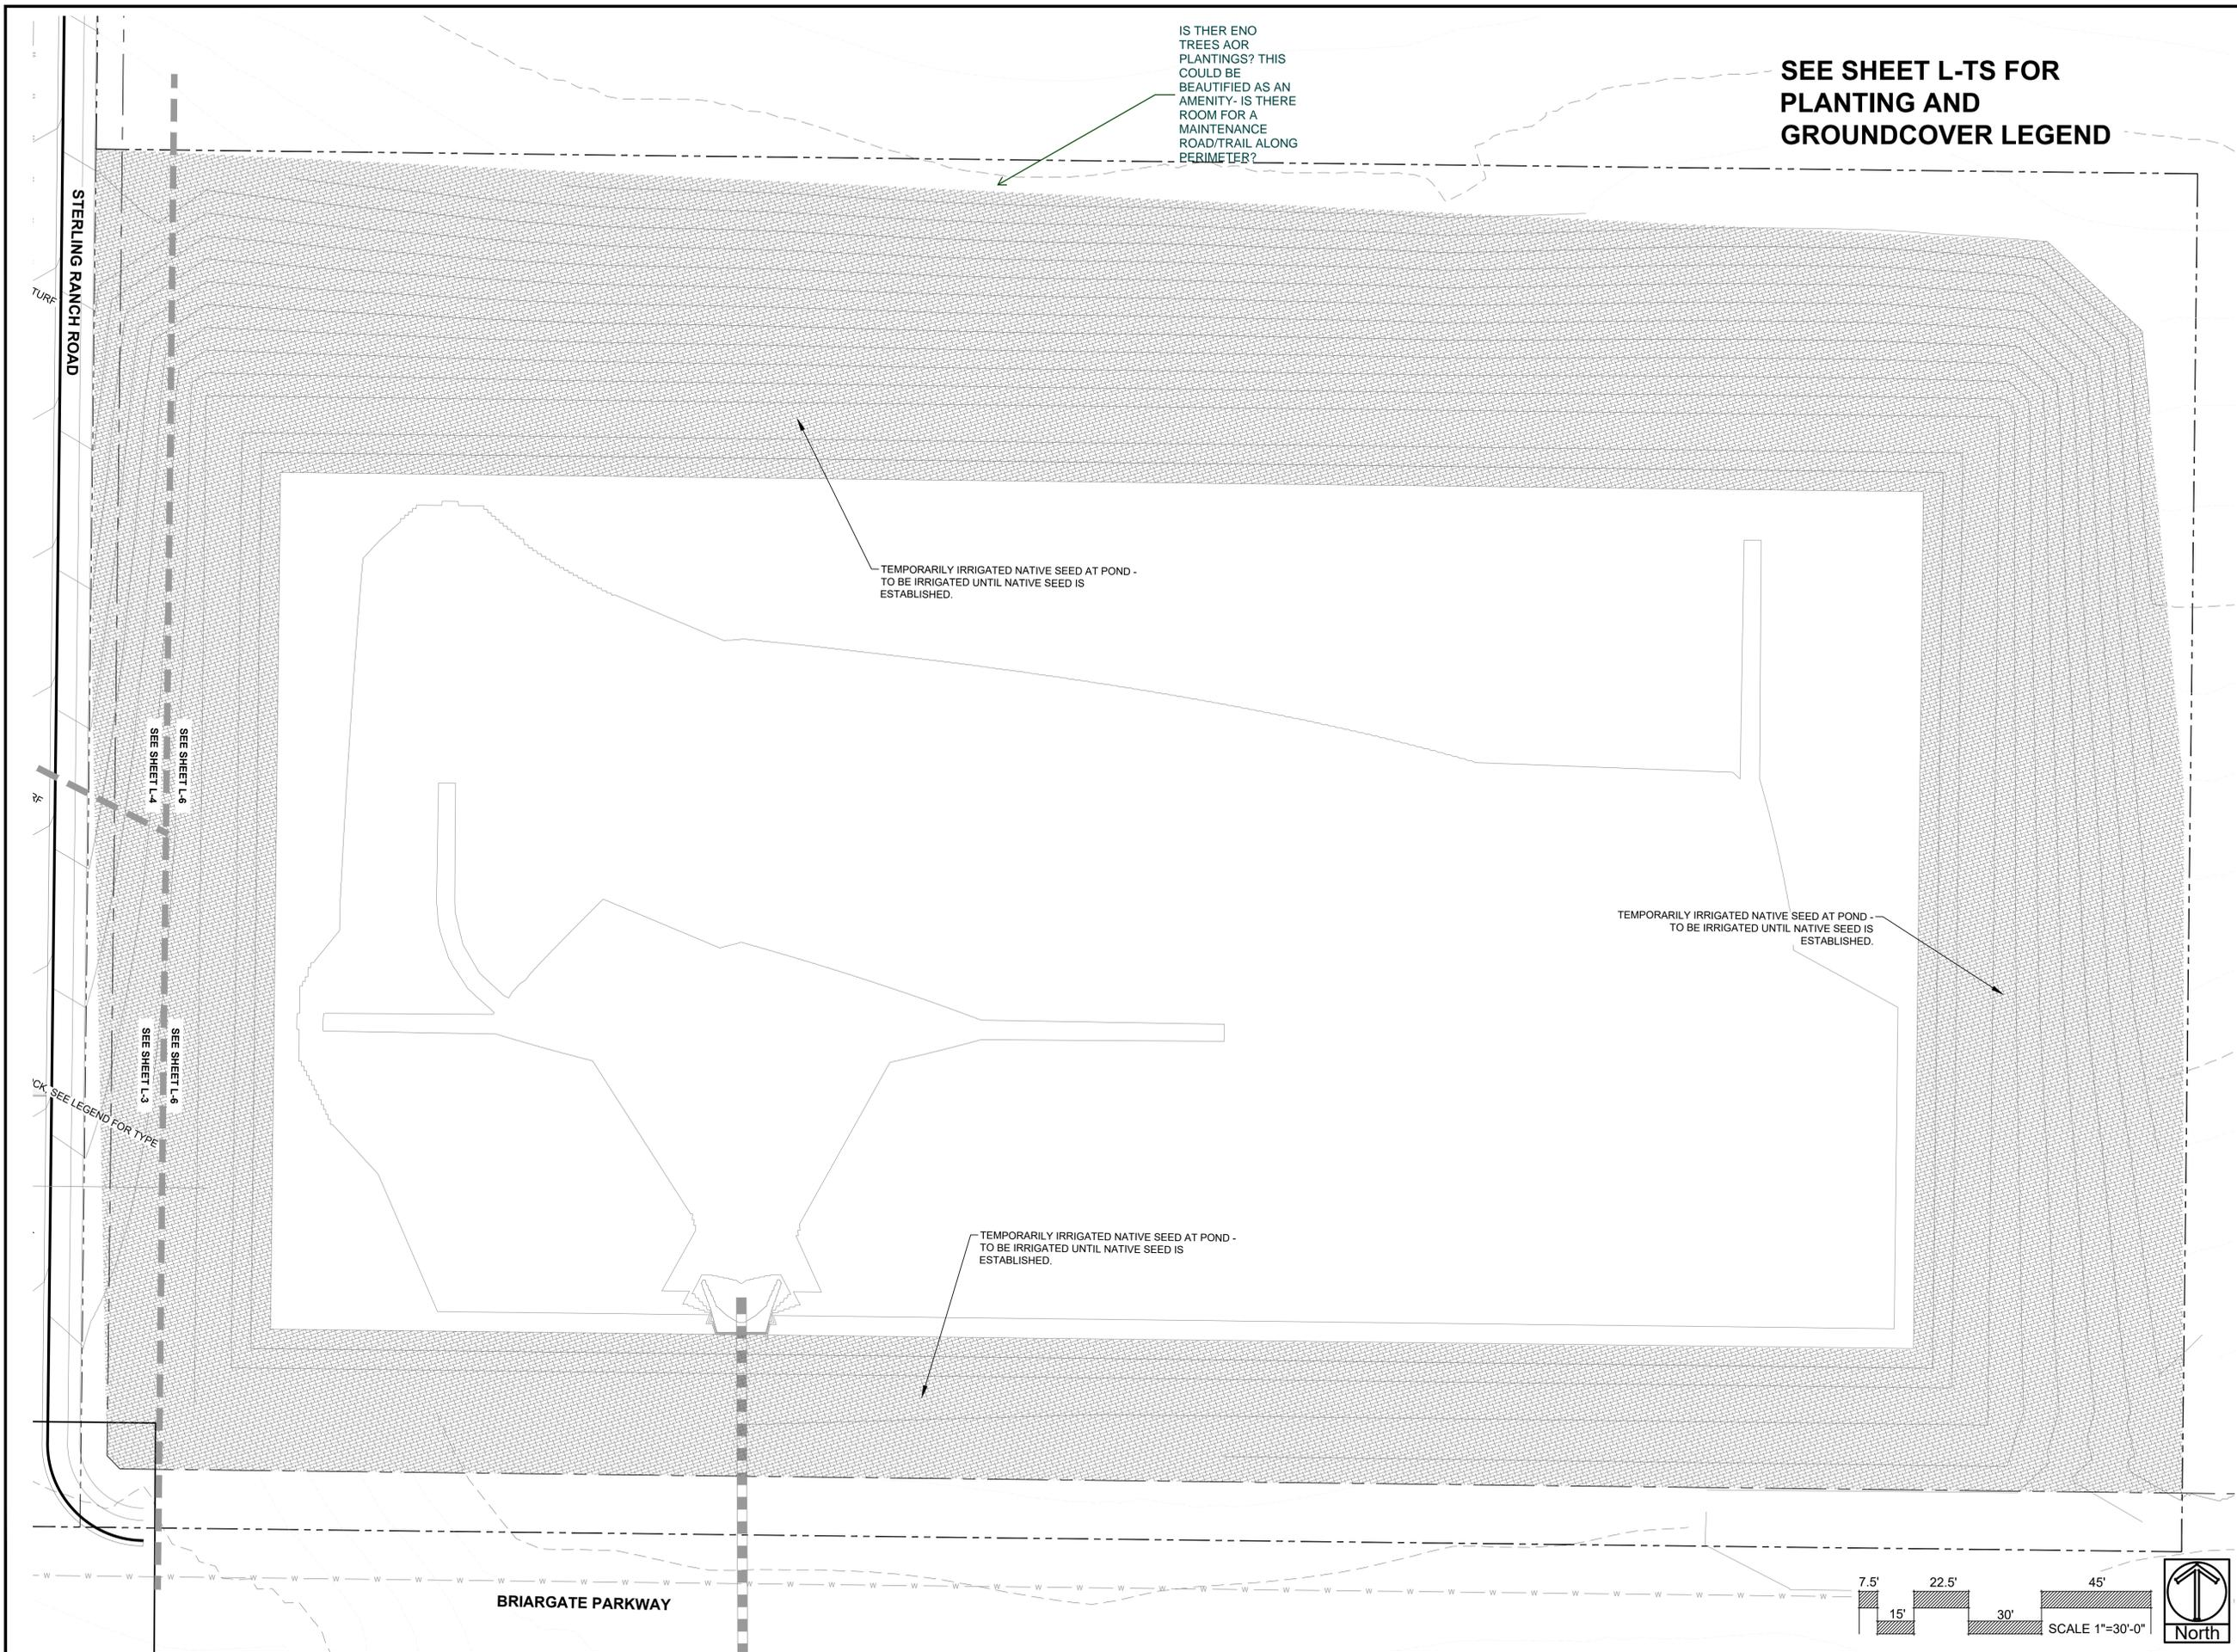 IS THER ENO
TREES AOR
PLANTINGS? THIS
COULD BE
BEAUTIFIED AS AN
AMENITY- IS THERE
ROOM FOR A
MAINTENANCE
ROAD/TRAIL ALONG
PERIMETER?
SEE SHEET L-TS FOR
PLANTING AND
GROUNDCOVER LEGEND
STERLING RANCH ROAD
TURF
TEMPORARILY IRRIGATED NATIVE SEED AT POND -
TO BE IRRIGATED UNTIL NATIVE SEED IS
ESTABLISHED.
SEE SHEET L-4
SEE SHEET L-6
RF
TEMPORARILY IRRIGATED NATIVE SEED AT POND -
TO BE IRRIGATED UNTIL NATIVE SEED IS
ESTABLISHED.
SEE SHEET L-3
SEE SHEET L-6
CK, SEE LEGEND FOR TYPE
TEMPORARILY IRRIGATED NATIVE SEED AT POND -
TO BE IRRIGATED UNTIL NATIVE SEED IS
ESTABLISHED.
W W W W W W W W W W W W W W W W W W W W W W W W W W W W W W W W W W W W W W W W W W W W
BRIARGATE PARKWAY
7.5' 22.5' 45'
15' 30' SCALE 1"=30'-0"
North